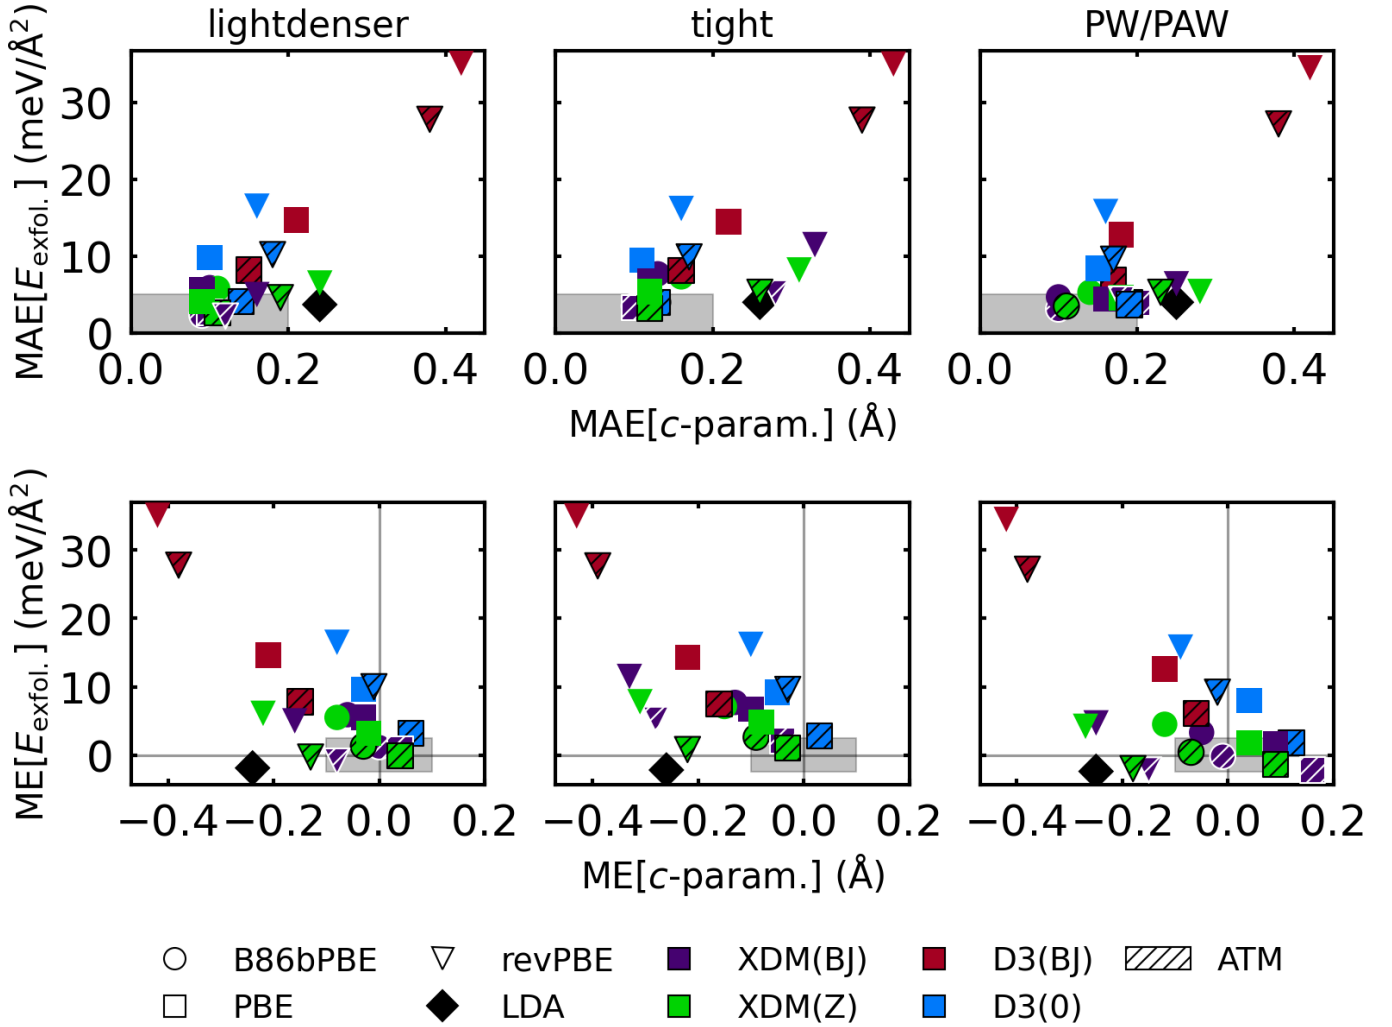 lightdenser tight PW/PAW
MAE[E_exfol.] (meV/Å²)
30
20
10
0
0.0 0.2 0.4 0.0 0.2 0.4 0.0 0.2 0.4
MAE[c-param.] (Å)
ME[E_exfol.] (meV/Å²)
30
20
10
0
−0.4 −0.2 0.0 0.2 −0.4 −0.2 0.0 0.2 −0.4 −0.2 0.0 0.2
ME[c-param.] (Å)
B86bPBE revPBE XDM(BJ) D3(BJ) ATM
PBE LDA XDM(Z) D3(0)